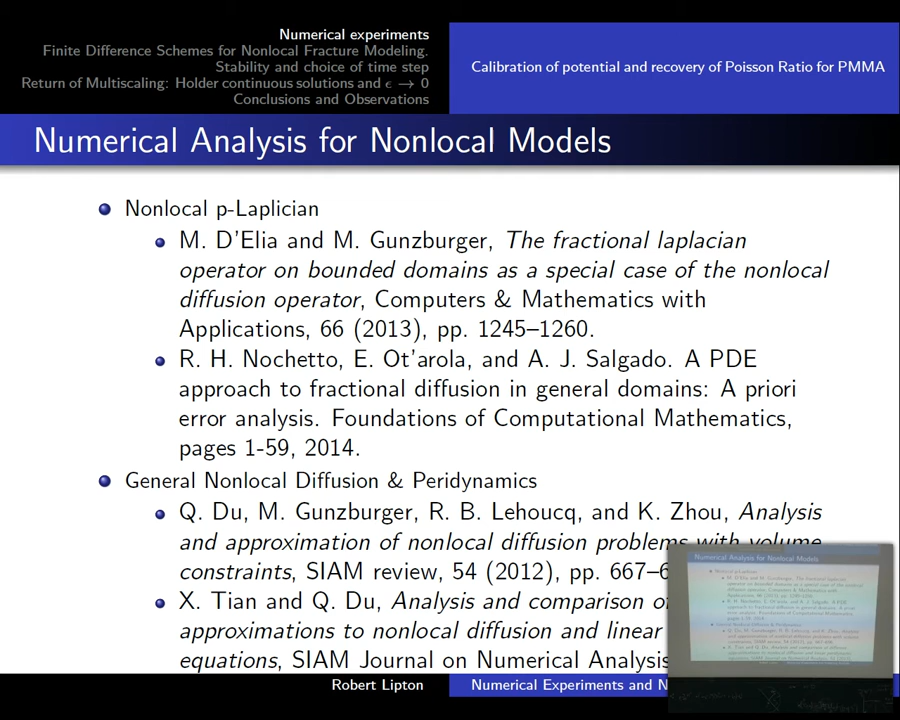 Numerical experiments
Finite Difference Schemes for Nonlocal Fracture Modeling.
Stability and choice of time step
Return of Multiscaling: Holder continuous solutions and ϵ → 0
Conclusions and Observations
Calibration of potential and recovery of Poisson Ratio for PMMA
Numerical Analysis for Nonlocal Models
Nonlocal p-Laplician
M. D'Elia and M. Gunzburger, The fractional laplacian
operator on bounded domains as a special case of the nonlocal
diffusion operator, Computers & Mathematics with
Applications, 66 (2013), pp. 1245–1260.
R. H. Nochetto, E. Ot'arola, and A. J. Salgado. A PDE
approach to fractional diffusion in general domains: A priori
error analysis. Foundations of Computational Mathematics,
pages 1-59, 2014.
General Nonlocal Diffusion & Peridynamics
Q. Du, M. Gunzburger, R. B. Lehoucq, and K. Zhou, Analysis
and approximation of nonlocal diffusion problems with volume
constraints, SIAM review, 54 (2012), pp. 667–6
X. Tian and Q. Du, Analysis and comparison of
approximations to nonlocal diffusion and linear
equations, SIAM Journal on Numerical Analysis
Robert Lipton
Numerical Experiments and N
Numerical Analysis for Nonlocal Models